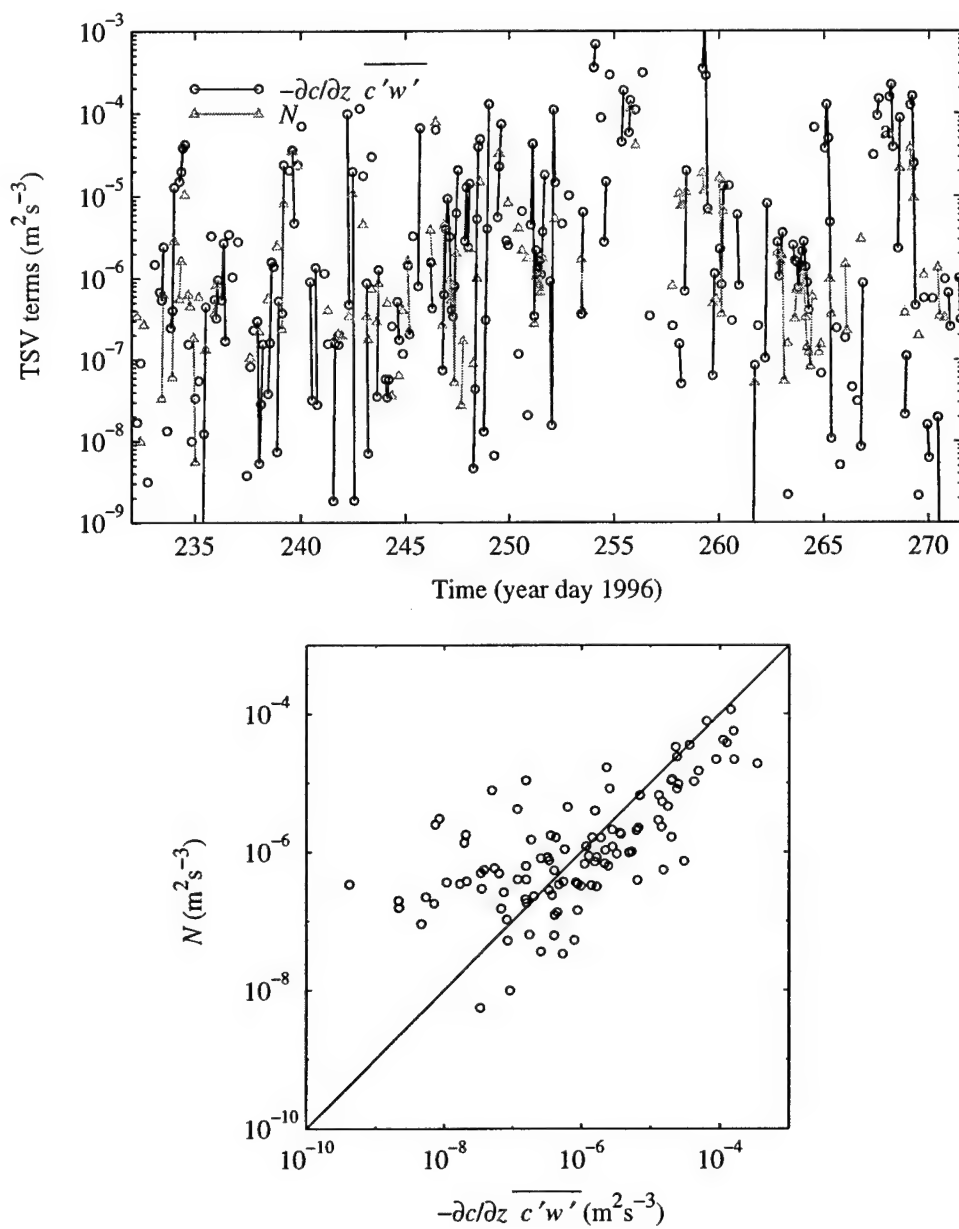 10⁻³
10⁻⁴
10⁻⁵
10⁻⁶
10⁻⁷
10⁻⁸
10⁻⁹
TSV terms (m²s⁻³)
−∂c/∂z c'w'
N
235 240 245 250 255 260 265 270
Time (year day 1996)
10⁻⁴
10⁻⁶
10⁻⁸
10⁻¹⁰
N (m²s⁻³)
10⁻¹⁰ 10⁻⁸ 10⁻⁶ 10⁻⁴
−∂c/∂z c'w' (m²s⁻³)